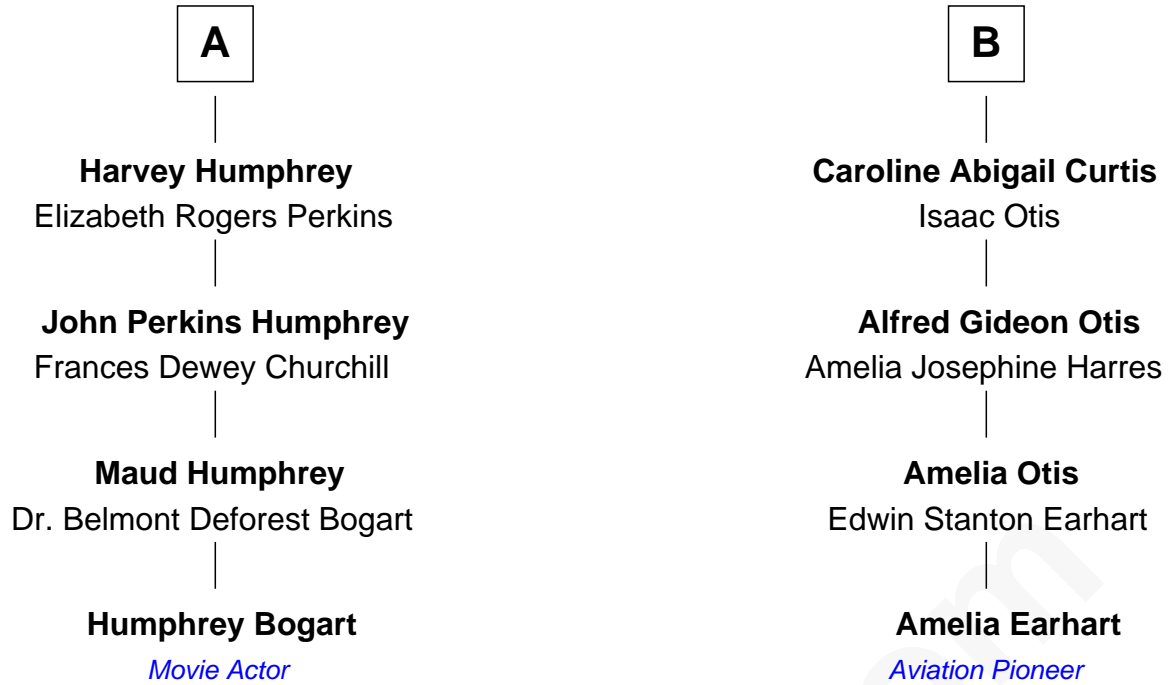 A
Harvey Humphrey
Elizabeth Rogers Perkins
John Perkins Humphrey
Frances Dewey Churchill
Maud Humphrey
Dr. Belmont Deforest Bogart
Humphrey Bogart
Movie Actor
B
Caroline Abigail Curtis
Isaac Otis
Alfred Gideon Otis
Amelia Josephine Harres
Amelia Otis
Edwin Stanton Earhart
Amelia Earhart
Aviation Pioneer